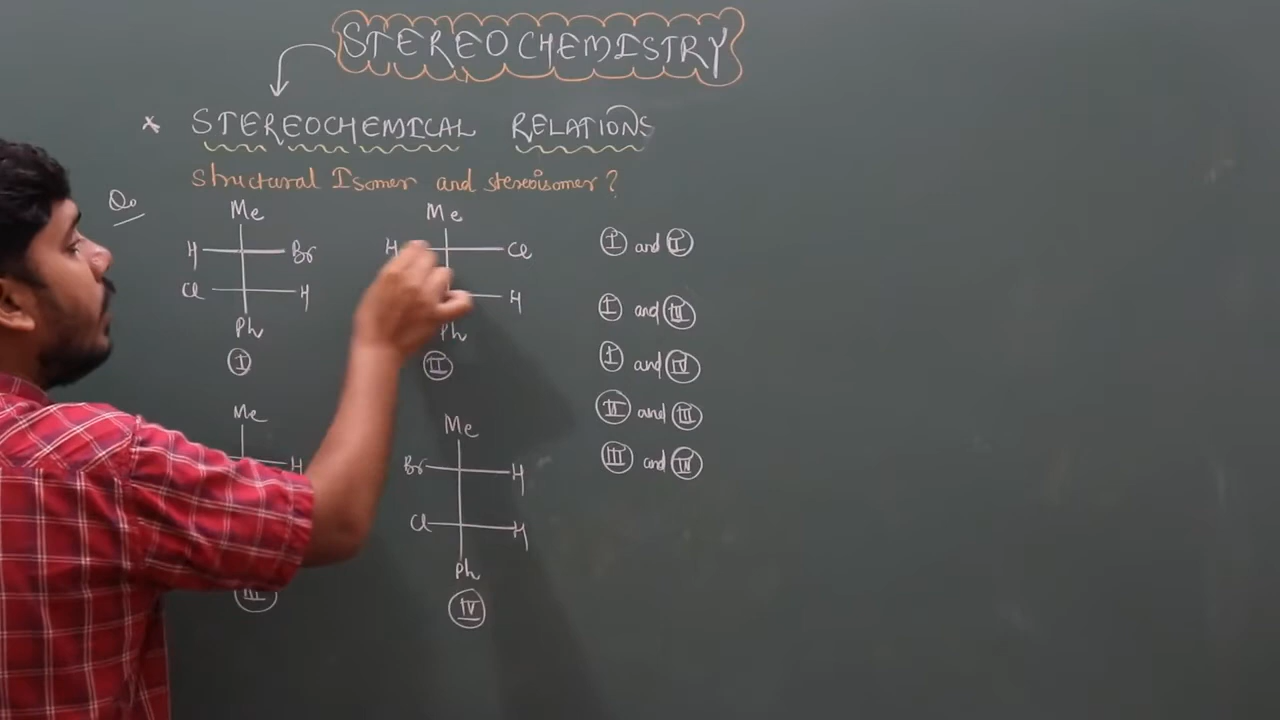 STEREOCHEMISTRY
* STEREOCHEMICAL RELATIONS
Structural Isomer and stereoisomer?
Q.
Me
H Br
Cl H
Ph
I
Me
H Cl
H
Ph
II
Me
H
III
Me
Br H
Cl H
Ph
IV
I and I
I and III
I and IV
II and III
III and IV